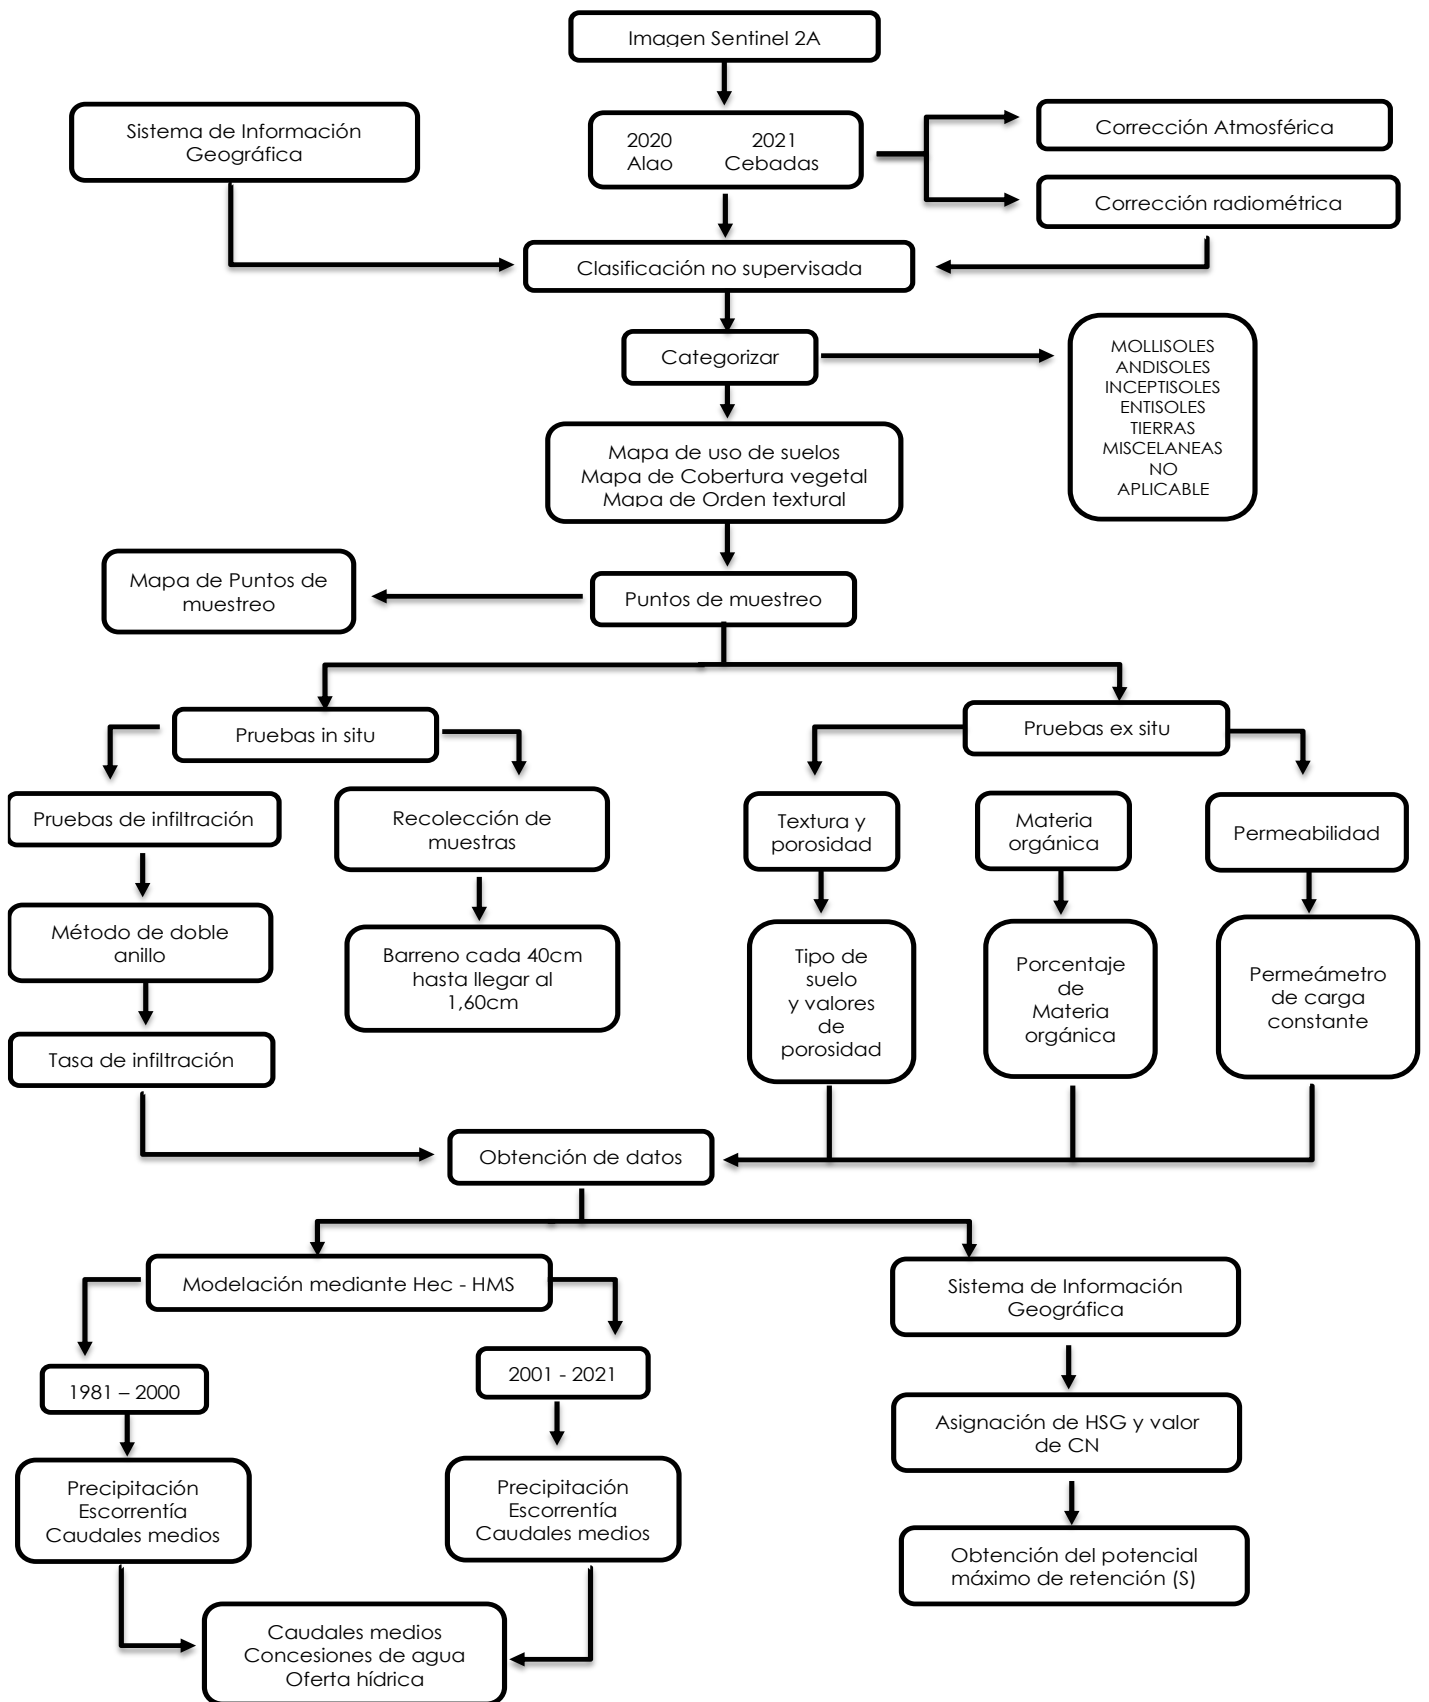 Imagen Sentinel 2A
Sistema de Información
Geográfica
2020 2021
Alao Cebadas
Corrección Atmosférica
Corrección radiométrica
Clasificación no supervisada
Categorizar
MOLLISOLES
ANDISOLES
INCEPTISOLES
ENTISOLES
TIERRAS
MISCELANEAS
NO
APLICABLE
Mapa de uso de suelos
Mapa de Cobertura vegetal
Mapa de Orden textural
Mapa de Puntos de
muestreo
Puntos de muestreo
Pruebas in situ
Pruebas ex situ
Pruebas de infiltración
Recolección de
muestras
Textura y
porosidad
Materia
orgánica
Permeabilidad
Método de doble
anillo
Barreno cada 40cm
hasta llegar al
1,60cm
Tipo de
suelo
y valores
de
porosidad
Porcentaje
de
Materia
orgánica
Permeámetro
de carga
constante
Tasa de infiltración
Obtención de datos
Modelación mediante Hec - HMS
Sistema de Información
Geográfica
1981 – 2000
2001 - 2021
Asignación de HSG y valor
de CN
Precipitación
Escorrentía
Caudales medios
Precipitación
Escorrentía
Caudales medios
Obtención del potencial
máximo de retención (S)
Caudales medios
Concesiones de agua
Oferta hídrica